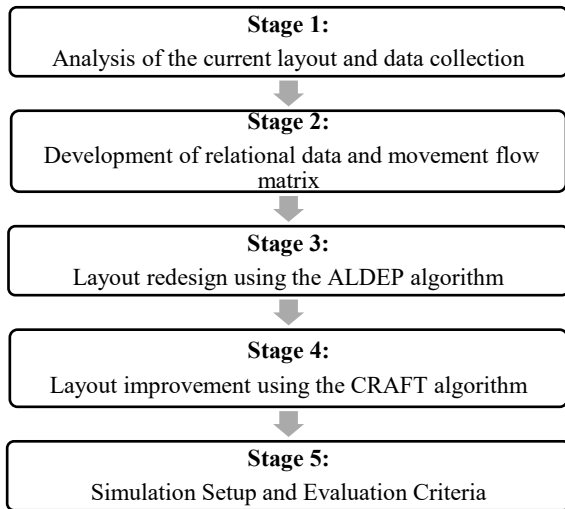 Stage 1:
Analysis of the current layout and data collection
Stage 2:
Development of relational data and movement flow
matrix
Stage 3:
Layout redesign using the ALDEP algorithm
Stage 4:
Layout improvement using the CRAFT algorithm
Stage 5:
Simulation Setup and Evaluation Criteria